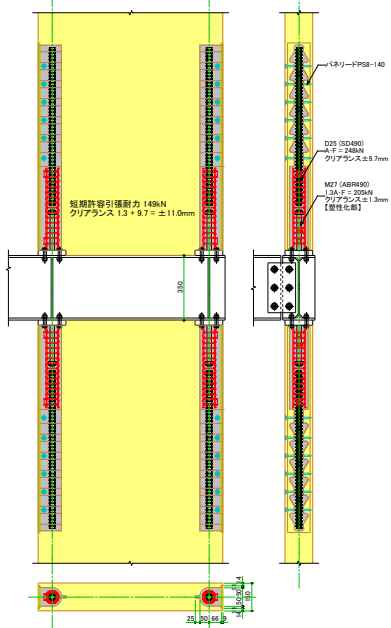 パネリードPS8-140
D25 (SD490)
A・F = 248kN
クリアランス±9.7mm
M27 (ABR490)
1.3A・F = 205kN
クリアランス±1.3mm
【塑性化部】
短期許容引張耐力 149kN
クリアランス 1.3 + 9.7 = ±11.0mm
350
25 50 66 9
150